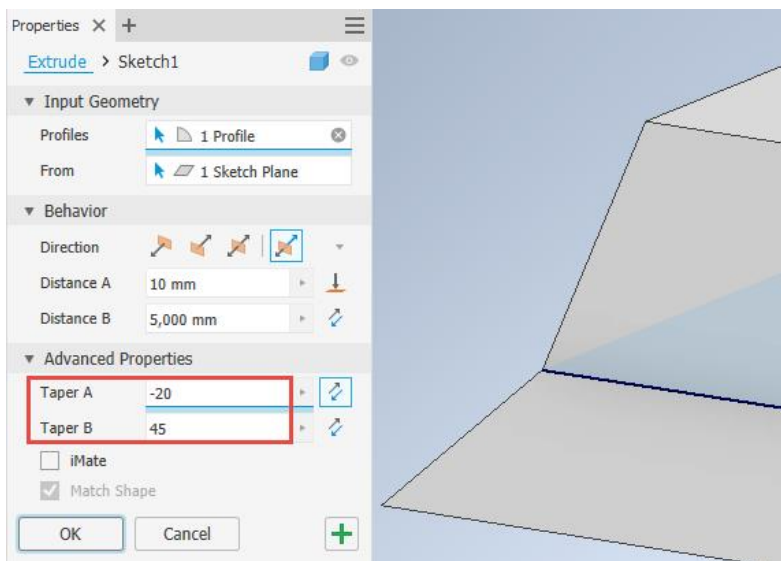 Properties
Extrude > Sketch1
Input Geometry
Profiles 1 Profile
From 1 Sketch Plane
Behavior
Direction
Distance A 10 mm
Distance B 5,000 mm
Advanced Properties
Taper A -20
Taper B 45
iMate
Match Shape
OK Cancel